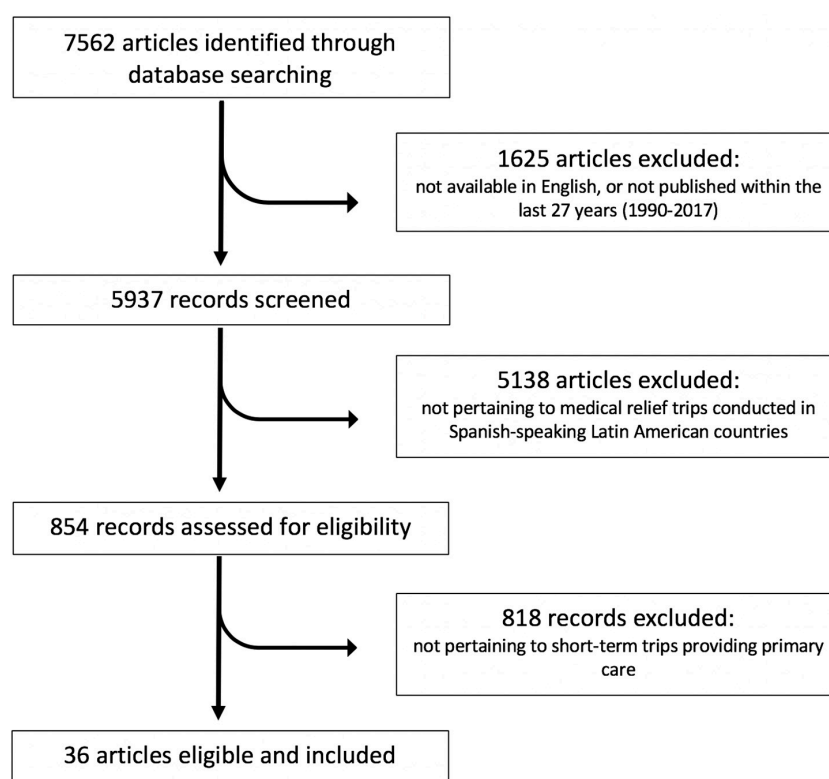 7562 articles identified through
database searching
1625 articles excluded:
not available in English, or not published within the
last 27 years (1990-2017)
5937 records screened
5138 articles excluded:
not pertaining to medical relief trips conducted in
Spanish-speaking Latin American countries
854 records assessed for eligibility
818 records excluded:
not pertaining to short-term trips providing primary
care
36 articles eligible and included